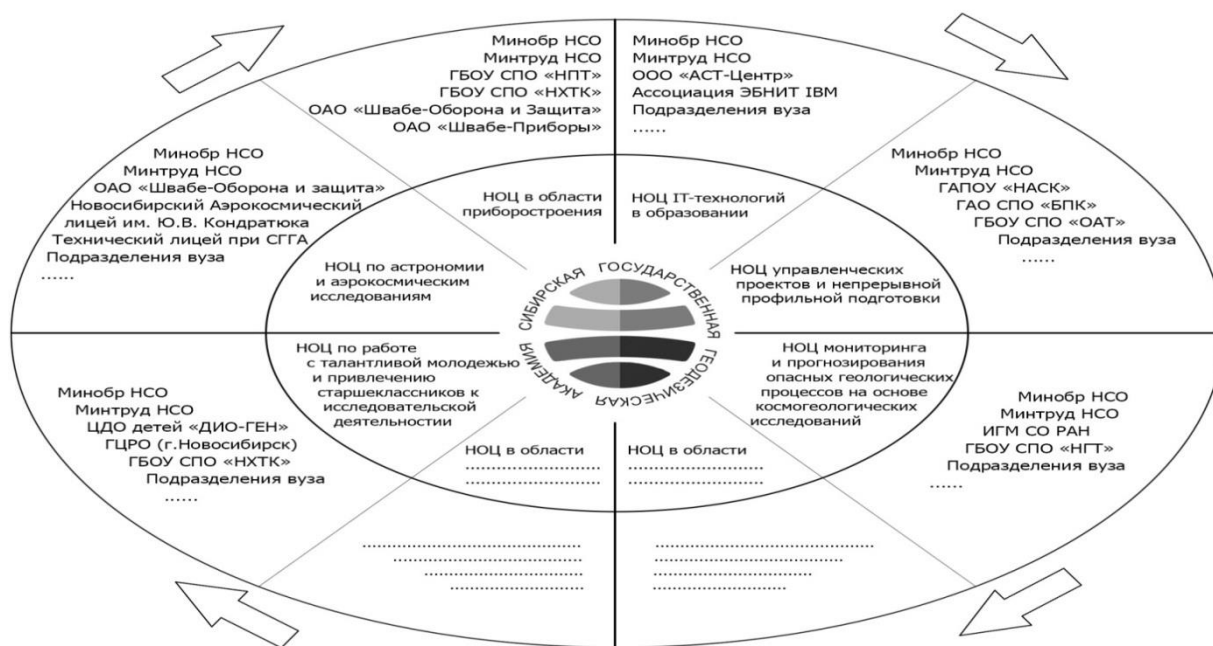 Минобр НСО
Минтруд НСО
ГБОУ СПО «НПТ»
ГБОУ СПО «НХТК»
ОАО «Швабе-Оборона и Защита»
ОАО «Швабе-Приборы»
Минобр НСО
Минтруд НСО
ООО «АСТ-Центр»
Ассоциация ЭБНИТ IBM
Подразделения вуза
......
Минобр НСО
Минтруд НСО
ОАО «Швабе-Оборона и защита»
Новосибирский Аэрокосмический
лицей им. Ю.В. Кондратюка
Технический лицей при СГГА
Подразделения вуза
......
Минобр НСО
Минтруд НСО
ГАПОУ «НАСК»
ГАО СПО «БПК»
ГБОУ СПО «ОАТ»
Подразделения вуза
......
НОЦ в области
приборостроения
НОЦ IT-технологий
в образовании
НОЦ по астрономии
и аэрокосмическим
исследованиям
НОЦ управленческих
проектов и непрерывной
профильной подготовки
СИБИРСКАЯ ГОСУДАРСТВЕННАЯ ГЕОДЕЗИЧЕСКАЯ АКАДЕМИЯ
НОЦ по работе
с талантливой молодежью
и привлечению
старшеклассников к
исследовательской
деятельностии
НОЦ мониторинга
и прогнозирования
опасных геологических
процессов на основе
космогеологических
исследований
Минобр НСО
Минтруд НСО
ЦДО детей «ДИО-ГЕН»
ГЦРО (г.Новосибирск)
ГБОУ СПО «НХТК»
Подразделения вуза
......
Минобр НСО
Минтруд НСО
ИГМ СО РАН
ГБОУ СПО «НГТ»
Подразделения вуза
......
НОЦ в области
..............................
..............................
НОЦ в области
..............................
..............................
..................................................
..........................................
...................................
.............................
..................................................
..........................................
....................................
.............................